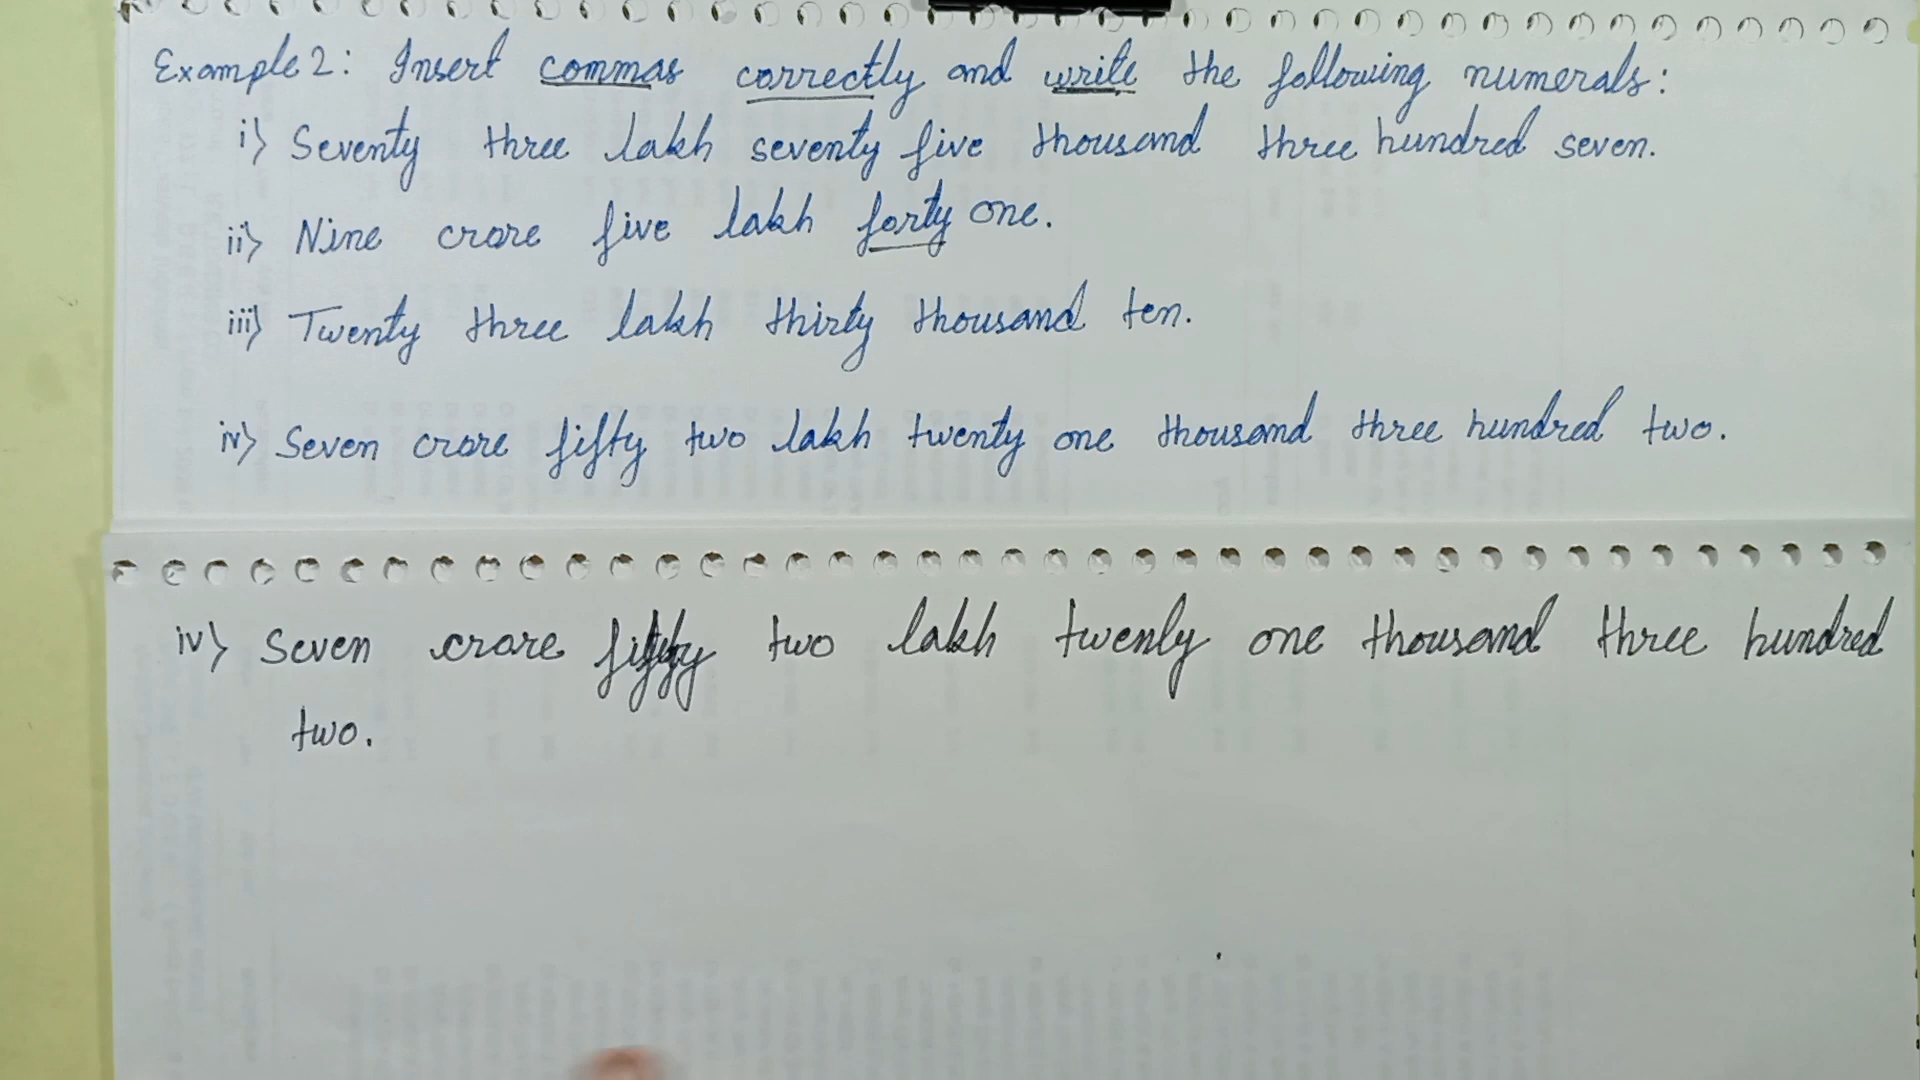 Example 2: Insert commas correctly and write the following numerals:
i) Seventy three lakh seventy five thousand three hundred seven.
ii) Nine crore five lakh forty one.
iii) Twenty three lakh thirty thousand ten.
iv) Seven crore fifty two lakh twenty one thousand three hundred two.
iv) Seven crore fifty two lakh twenty one thousand three hundred
two.